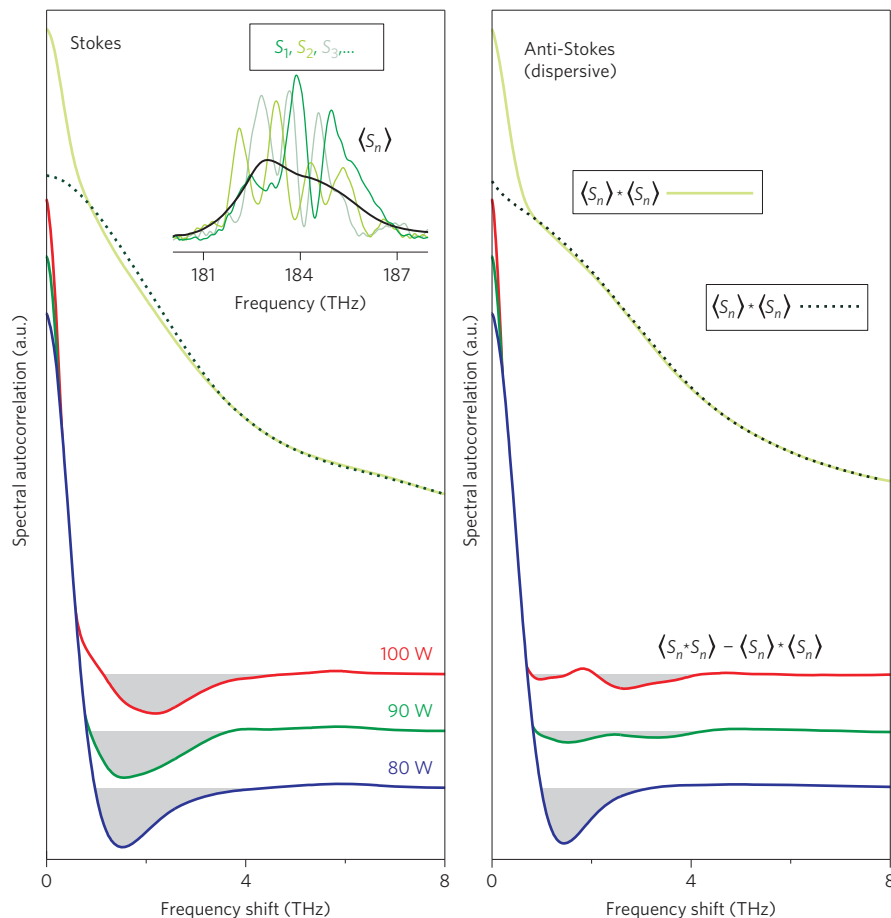 Stokes
S₁, S₂, S₃,...
⟨Sₙ⟩
181
184
187
Frequency (THz)
Spectral autocorrelation (a.u.)
100 W
90 W
80 W
0
4
8
Frequency shift (THz)
Anti-Stokes
(dispersive)
⟨Sₙ⟩⋆⟨Sₙ⟩
⟨Sₙ⟩⋆⟨Sₙ⟩
Spectral autocorrelation (a.u.)
⟨Sₙ⋆Sₙ⟩ – ⟨Sₙ⟩⋆⟨Sₙ⟩
0
4
8
Frequency shift (THz)